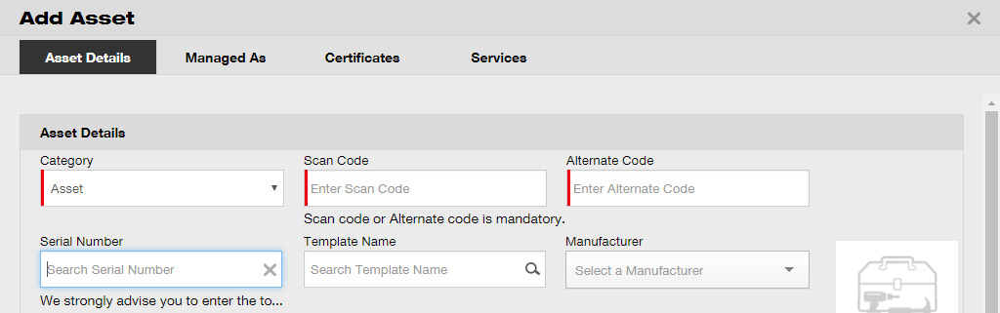 Add Asset
Asset Details Managed As Certificates Services
Asset Details
Category Scan Code Alternate Code
Asset Enter Scan Code Enter Alternate Code
Scan code or Alternate code is mandatory.
Serial Number Template Name Manufacturer
Search Serial Number Search Template Name Select a Manufacturer
We strongly advise you to enter the to...